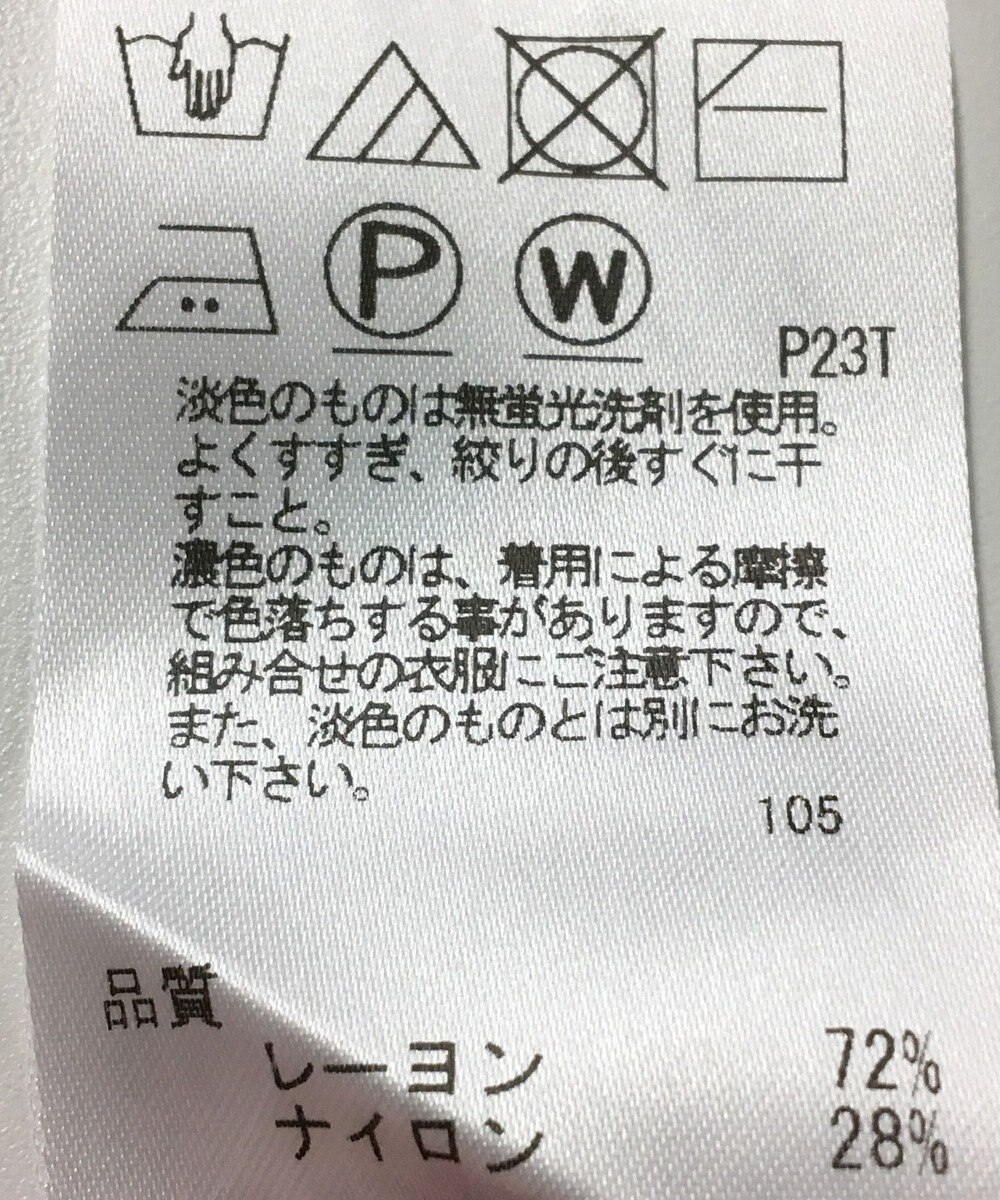 P
W
P23T
淡色のものは無蛍光洗剤を使用。
よくすすぎ、絞りの後すぐに干
すこと。
濃色のものは、着用による摩擦
で色落ちする事がありますので、
組み合せの衣服にご注意下さい。
また、淡色のものとは別にお洗
い下さい。
105
品質
レーヨン 72%
ナイロン 28%